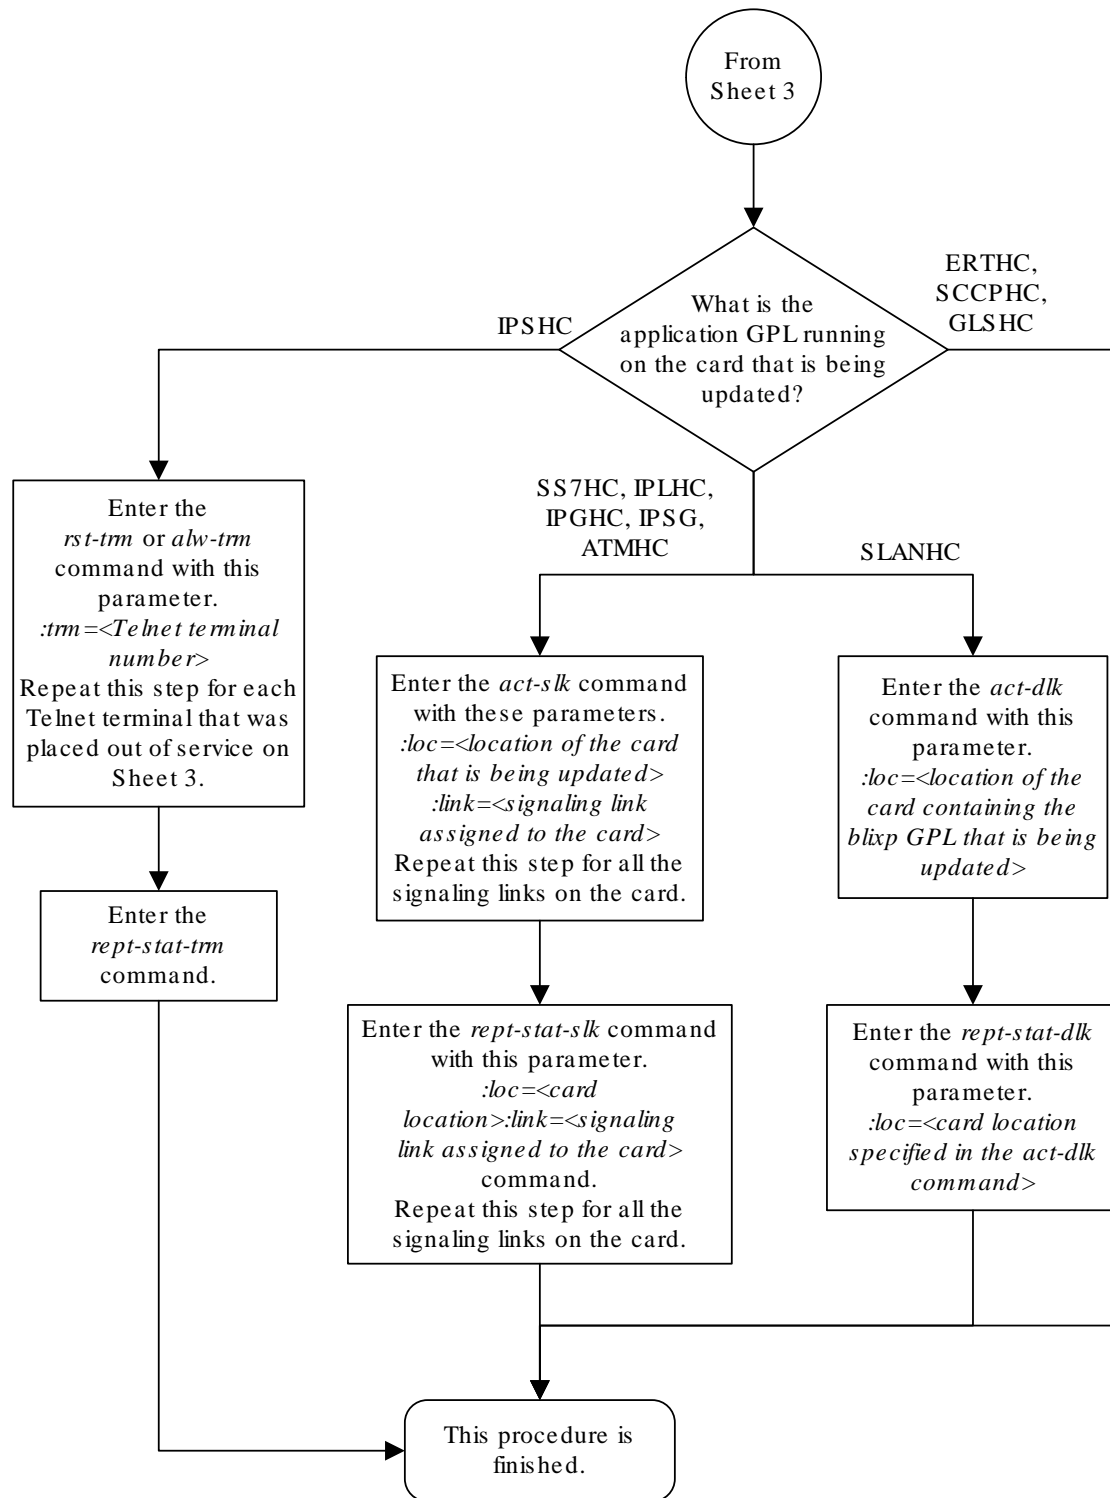 From
Sheet 3
What is the
application GPL running
on the card that is being
updated?
IPSHC
ERTHC,
SCCPHC,
GLSHC
SS7HC, IPLHC,
IPGHC, IPSG,
ATMHC
SLANHC
Enter the
rst-trm or alw-trm
command with this
parameter.
:trm=<Telnet terminal
number>
Repeat this step for each
Telnet terminal that was
placed out of service on
Sheet 3.
Enter the act-slk command
with these parameters.
:loc=<location of the card
that is being updated>
:link=<signaling link
assigned to the card>
Repeat this step for all the
signaling links on the card.
Enter the act-dlk
command with this
parameter.
:loc=<location of the
card containing the
blixp GPL that is being
updated>
Enter the
rept-stat-trm
command.
Enter the rept-stat-slk command
with this parameter.
:loc=<card
location>:link=<signaling
link assigned to the card>
command.
Repeat this step for all the
signaling links on the card.
Enter the rept-stat-dlk
command with this
parameter.
:loc=<card location
specified in the act-dlk
command>
This procedure is
finished.